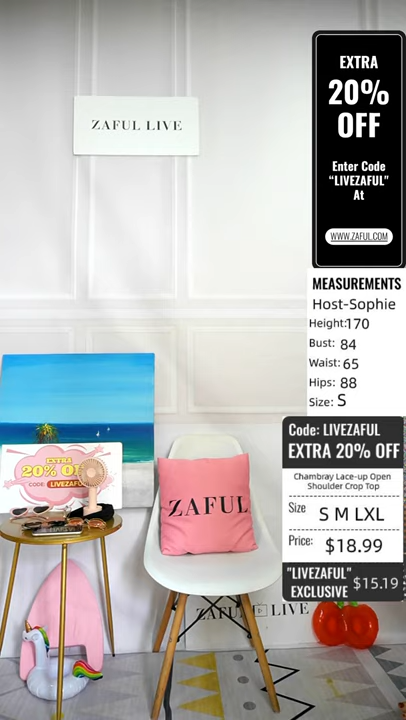 EXTRA
20%
OFF
Enter Code
“LIVEZAFUL”
At
WWW.ZAFUL.COM
ZAFUL LIVE
MEASUREMENTS
Host-Sophie
Height:170
Bust: 84
Waist: 65
Hips: 88
Size: S
Code: LIVEZAFUL
EXTRA 20% OFF
Chambray Lace-up Open
Shoulder Crop Top
Size S M LXL
Price: $18.99
"LIVEZAFUL"
EXCLUSIVE $15.19
EXTRA
20% OFF
CODE: LIVEZAFUL
ZAFUL
ZAFUL LIVE